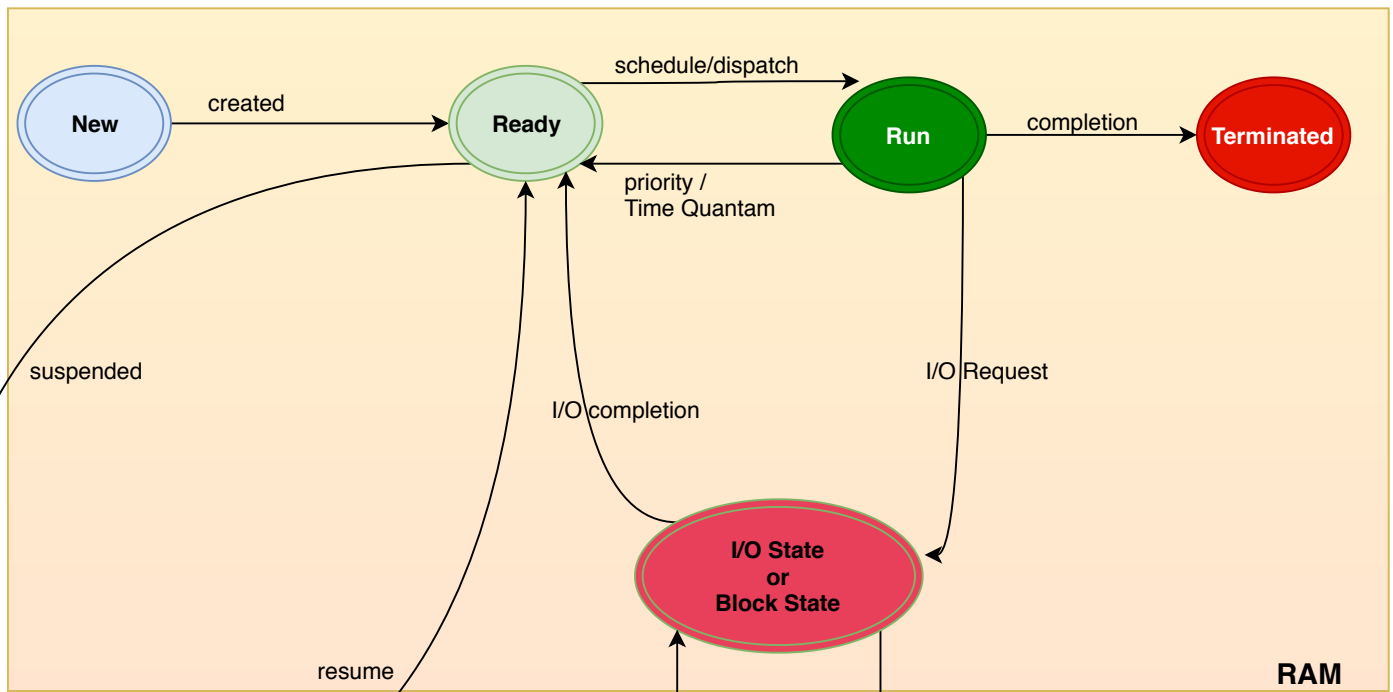 schedule/dispatch
created
New
Ready
Run
completion
Terminated
priority /
Time Quantam
suspended
I/O Request
I/O completion
I/O State
or
Block State
resume
RAM